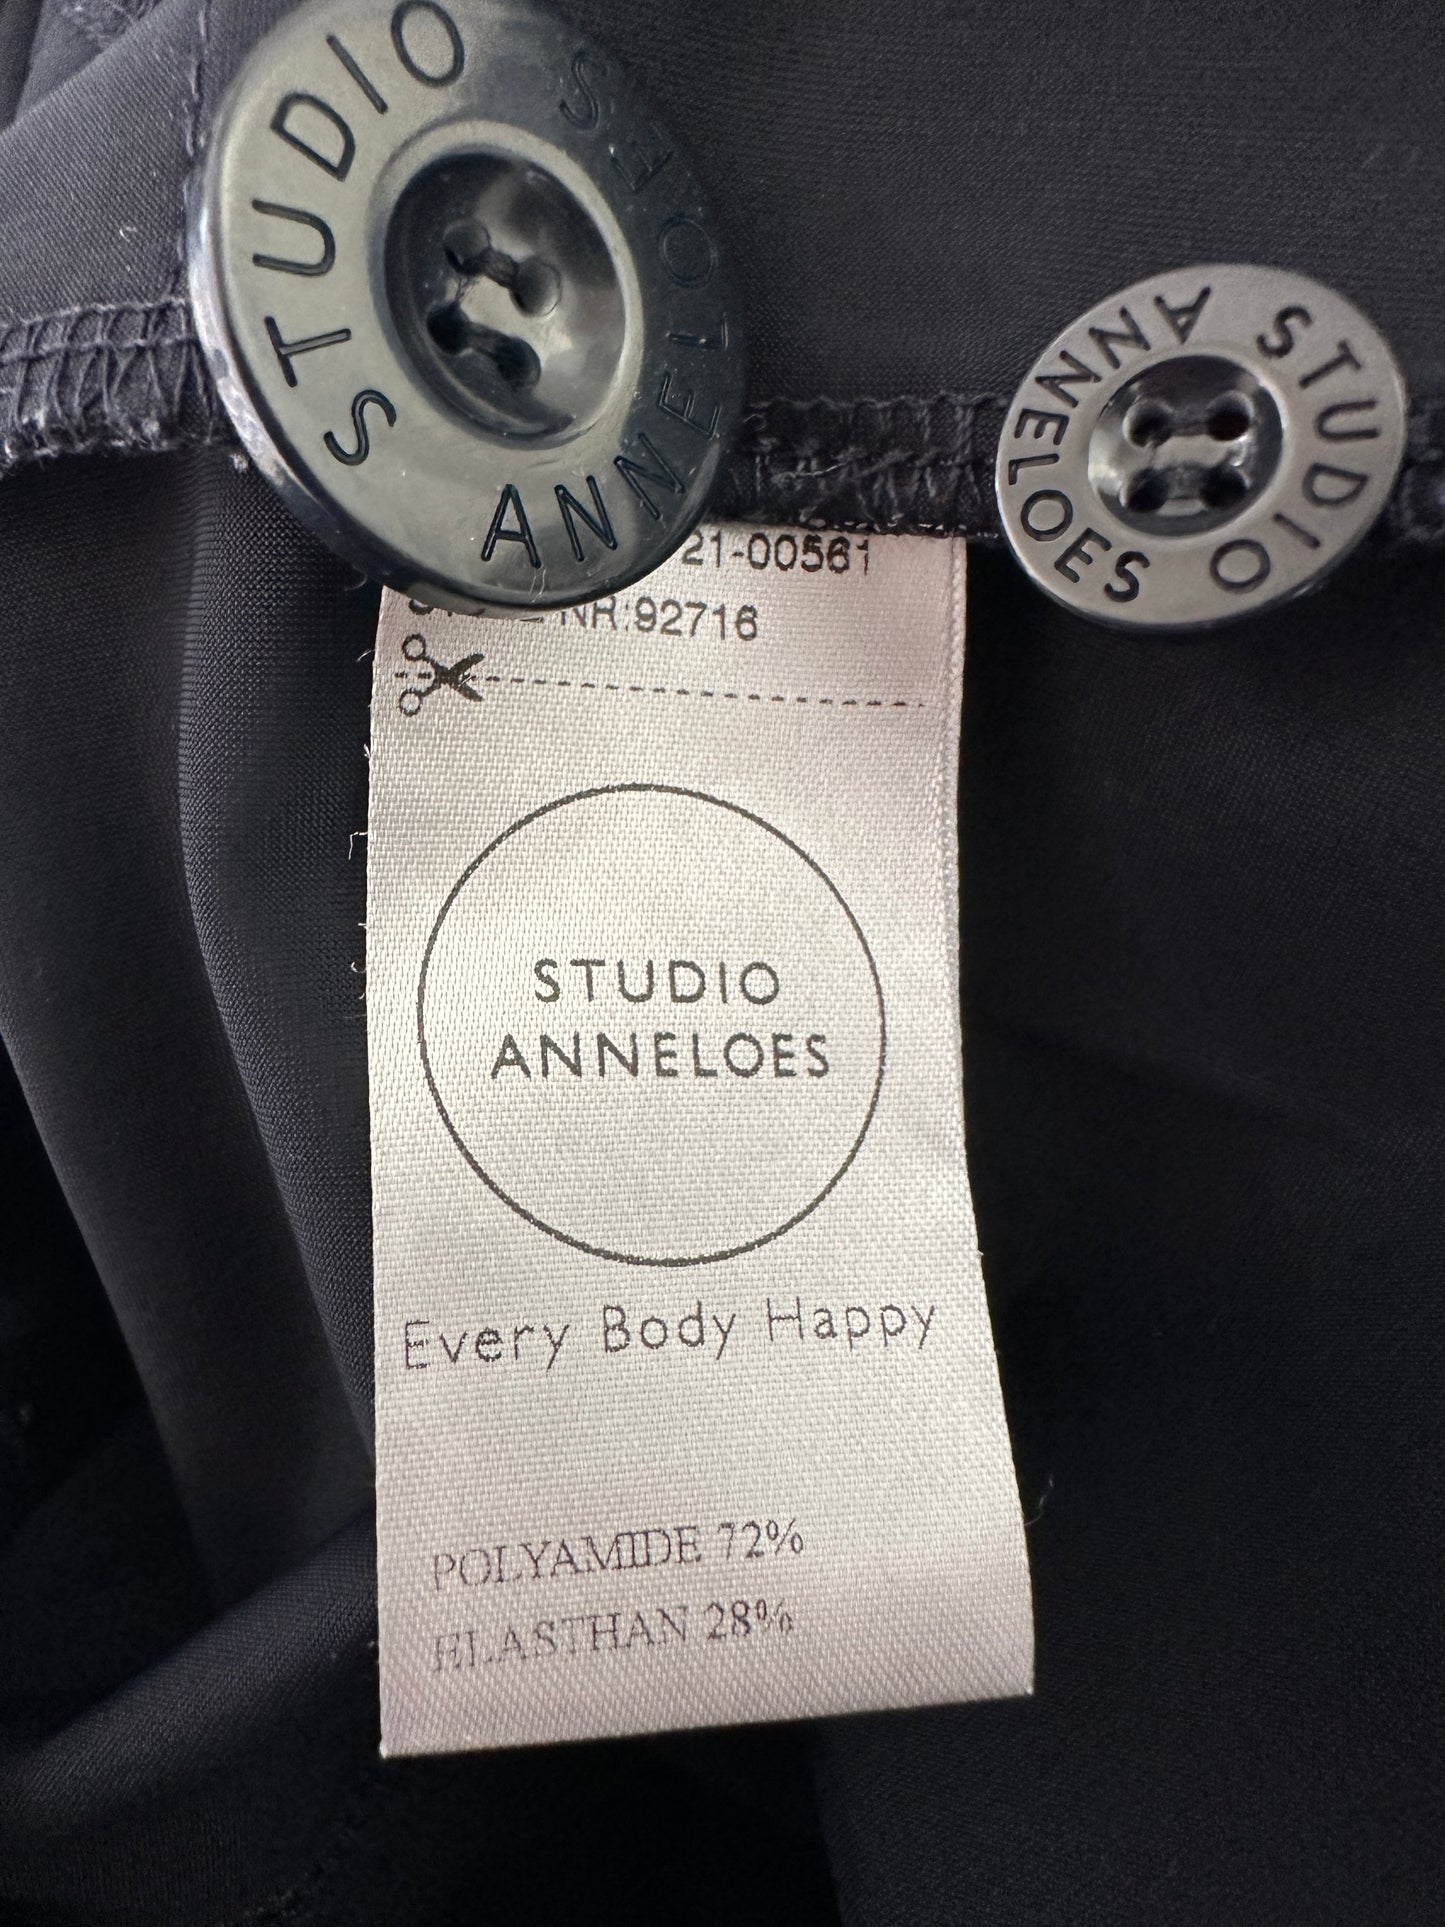 STUDIO ANNELOES
STUDIO ANNELOES
21-00561
NR:92716
STUDIO
ANNELOES
Every Body Happy
POLYAMIDE 72%
ELASTHAN 28%